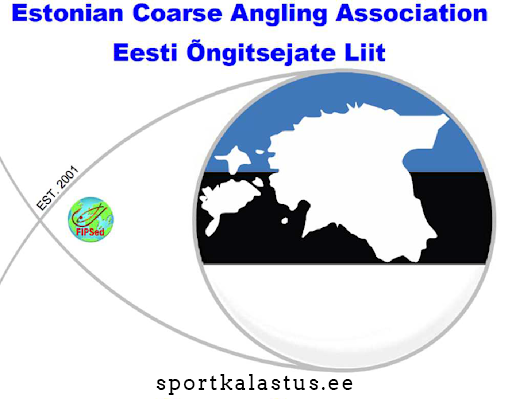 Estonian Coarse Angling Association
Eesti Õngitsejate Liit
EST. 2001
FIPSed
sportkalastus.ee